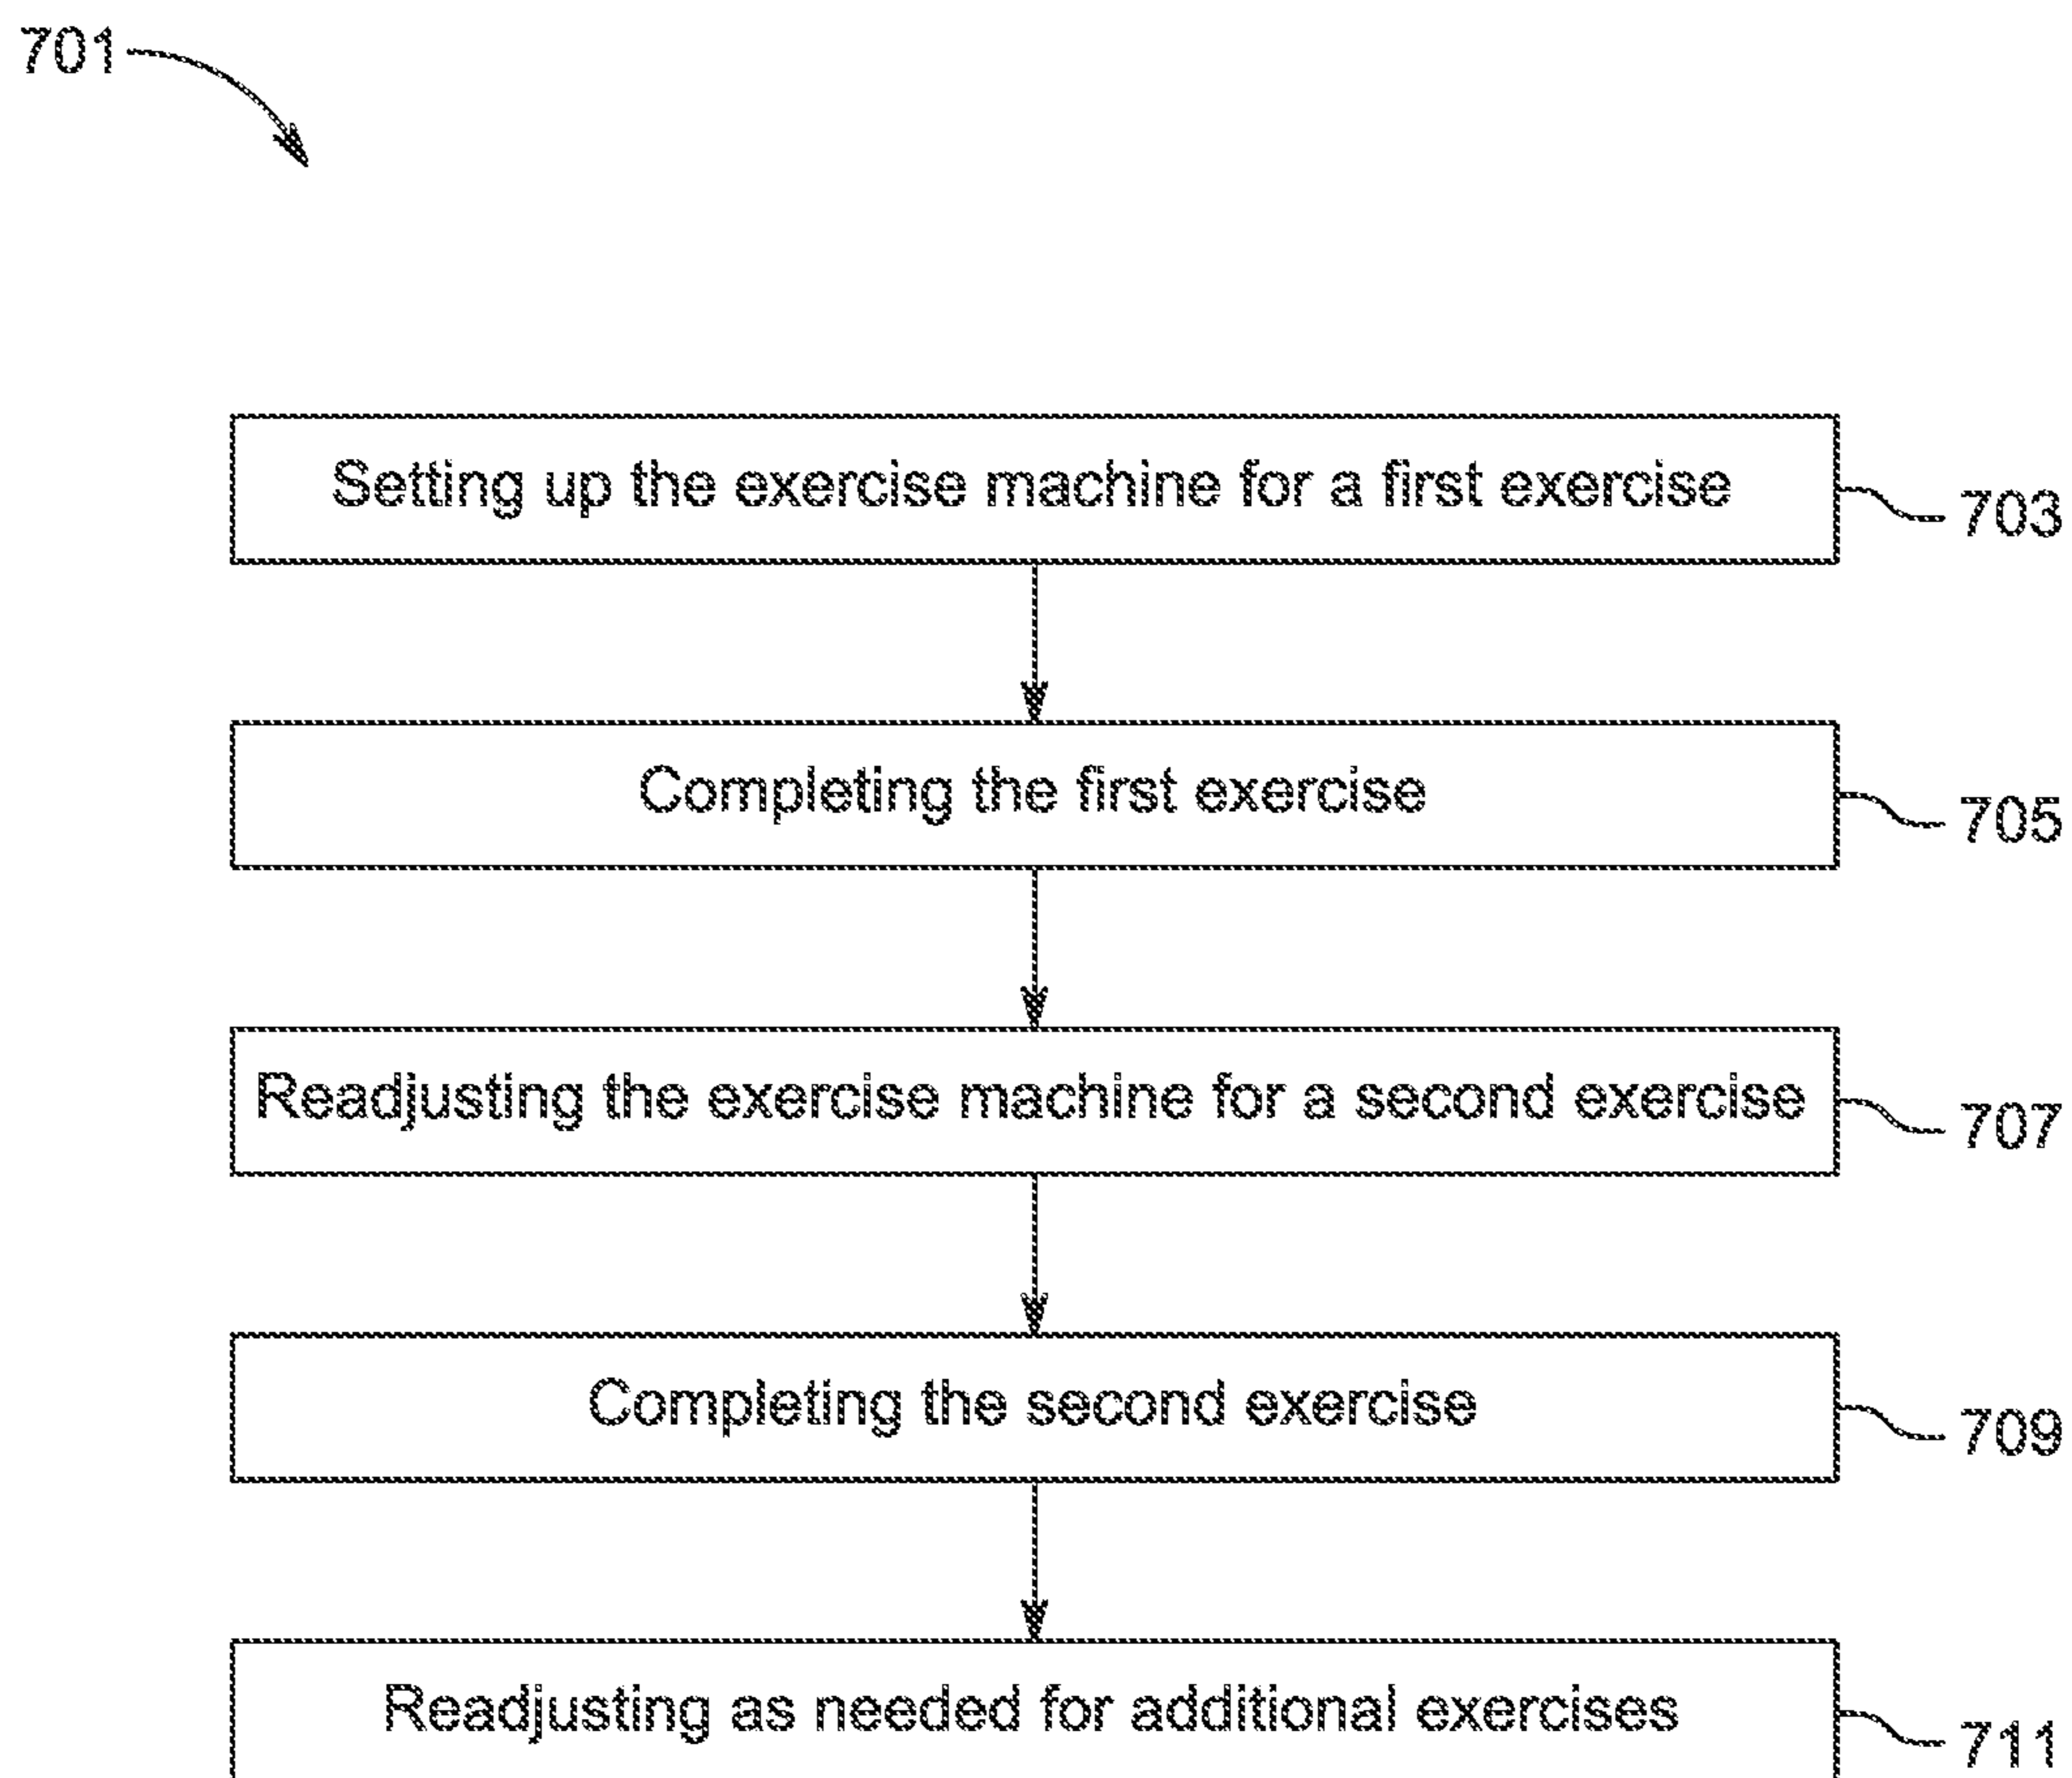 701
Setting up the exercise machine for a first exercise
703
Completing the first exercise
705
Readjusting the exercise machine for a second exercise
707
Completing the second exercise
709
Readjusting as needed for additional exercises
711